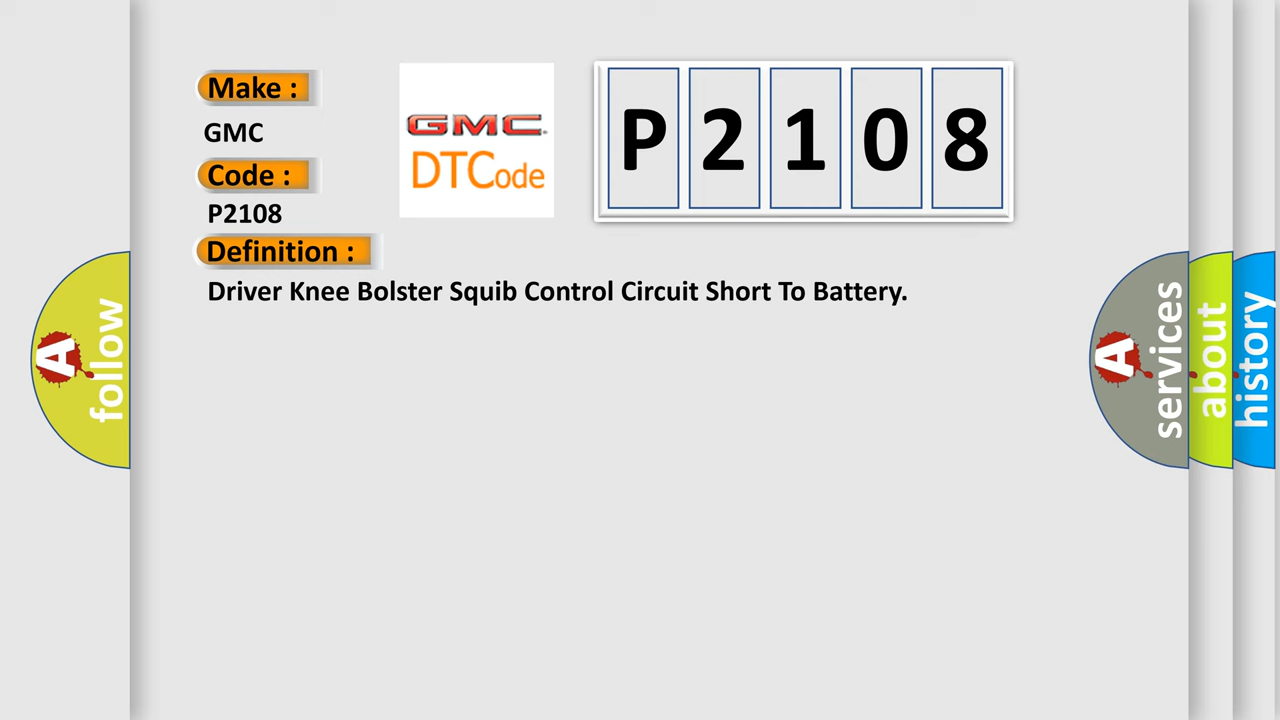 Make :
GMC
Code :
P2108
Definition :
Driver Knee Bolster Squib Control Circuit Short To Battery.
GMC
DTCode
P 2 1 0 8
A follow
A services
about
history